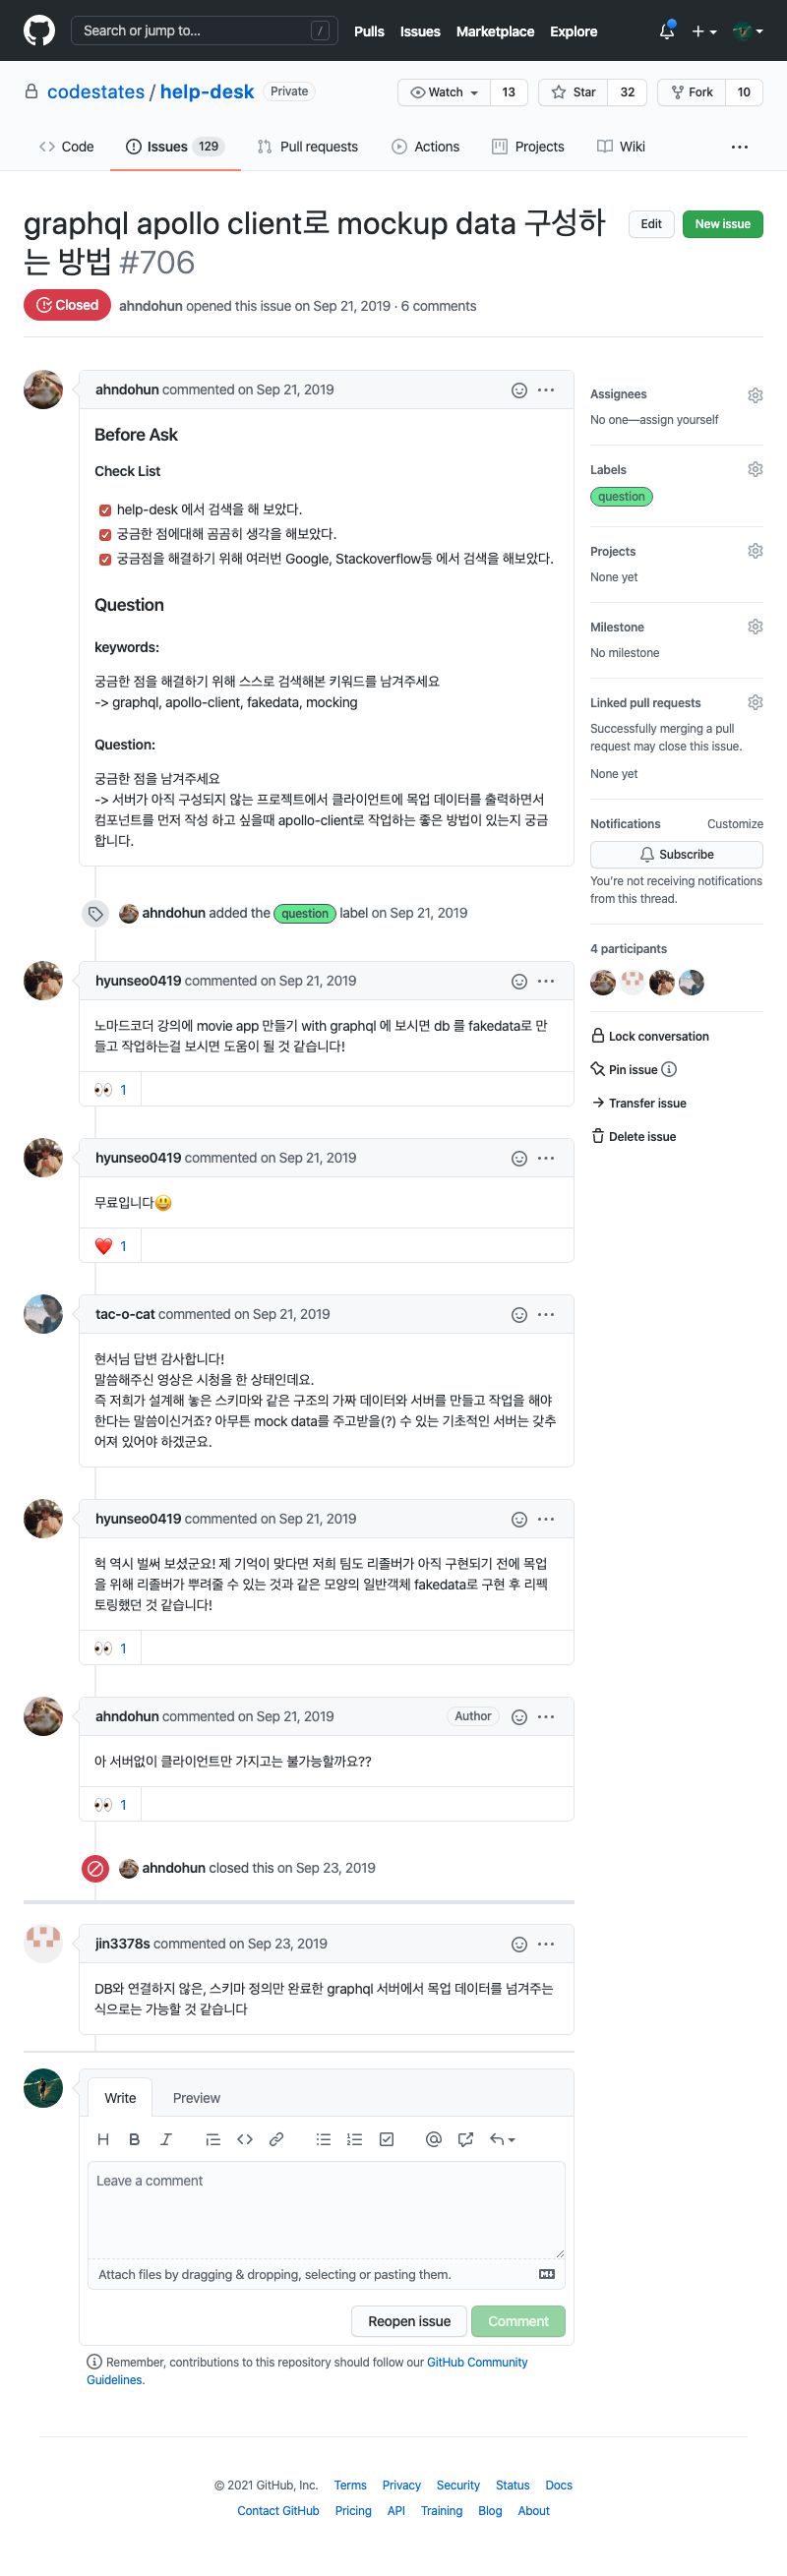 Search or jump to...
/
Pulls Issues Marketplace Explore
codestates / help-desk Private
Watch 13 Star 32 Fork 10
Code Issues 129 Pull requests Actions Projects Wiki
graphql apollo client로 mockup data 구성하
는 방법 #706
Edit New issue
Closed ahndohun opened this issue on Sep 21, 2019 · 6 comments
ahndohun commented on Sep 21, 2019
Before Ask
Check List
help-desk 에서 검색을 해 보았다.
궁금한 점에대해 곰곰히 생각을 해보았다.
궁금점을 해결하기 위해 여러번 Google, Stackoverflow등 에서 검색을 해보았다.
Question
keywords:
궁금한 점을 해결하기 위해 스스로 검색해본 키워드를 남겨주세요
-> graphql, apollo-client, fakedata, mocking
Question:
궁금한 점을 남겨주세요
-> 서버가 아직 구성되지 않는 프로젝트에서 클라이언트에 목업 데이터를 출력하면서
컴포넌트를 먼저 작성 하고 싶을때 apollo-client로 작업하는 좋은 방법이 있는지 궁금
합니다.
ahndohun added the question label on Sep 21, 2019
hyunseo0419 commented on Sep 21, 2019
노마드코더 강의에 movie app 만들기 with graphql 에 보시면 db 를 fakedata로 만
들고 작업하는걸 보시면 도움이 될 것 같습니다!
👀 1
hyunseo0419 commented on Sep 21, 2019
무료입니다😃
❤️ 1
tac-o-cat commented on Sep 21, 2019
현서님 답변 감사합니다!
말씀해주신 영상은 시청을 한 상태인데요.
즉 저희가 설계해 놓은 스키마와 같은 구조의 가짜 데이터와 서버를 만들고 작업을 해야
한다는 말씀이신거죠? 아무튼 mock data를 주고받을(?) 수 있는 기초적인 서버는 갖추
어져 있어야 하겠군요.
hyunseo0419 commented on Sep 21, 2019
헉 역시 벌써 보셨군요! 제 기억이 맞다면 저희 팀도 리졸버가 아직 구현되기 전에 목업
을 위해 리졸버가 뿌려줄 수 있는 것과 같은 모양의 일반객체 fakedata로 구현 후 리펙
토링했던 것 같습니다!
👀 1
ahndohun commented on Sep 21, 2019 Author
아 서버없이 클라이언트만 가지고는 불가능할까요??
👀 1
ahndohun closed this on Sep 23, 2019
jin3378s commented on Sep 23, 2019
DB와 연결하지 않은, 스키마 정의만 완료한 graphql 서버에서 목업 데이터를 넘겨주는
식으로는 가능할 것 같습니다
Write Preview
Leave a comment
Attach files by dragging & dropping, selecting or pasting them.
Reopen issue Comment
Remember, contributions to this repository should follow our GitHub Community
Guidelines.
Assignees
No one—assign yourself
Labels
question
Projects
None yet
Milestone
No milestone
Linked pull requests
Successfully merging a pull
request may close this issue.
None yet
Notifications Customize
Subscribe
You're not receiving notifications
from this thread.
4 participants
Lock conversation
Pin issue
Transfer issue
Delete issue
© 2021 GitHub, Inc. Terms Privacy Security Status Docs
Contact GitHub Pricing API Training Blog About